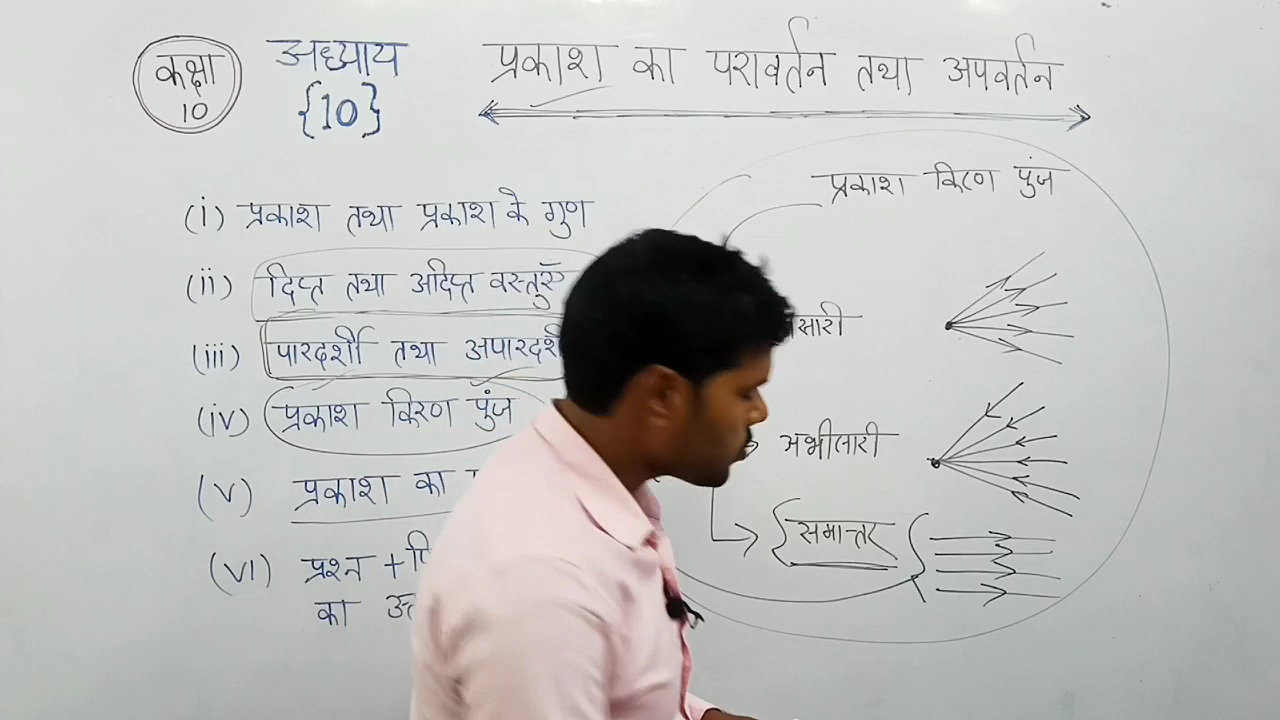 कक्षा
10
अध्याय
{10}
प्रकाश का परावर्तन तथा अपवर्तन
(i) प्रकाश तथा प्रकाश के गुण
(ii) दिप्त तथा अदिप्त वस्तुएँ
(iii) पारदर्शी तथा अपारदर्शी
(iv) प्रकाश किरण पुंज
(v) प्रकाश का
(vi) प्रश्न +
का
प्रकाश किरण पुंज
सारी
अभीसारी
समान्तर